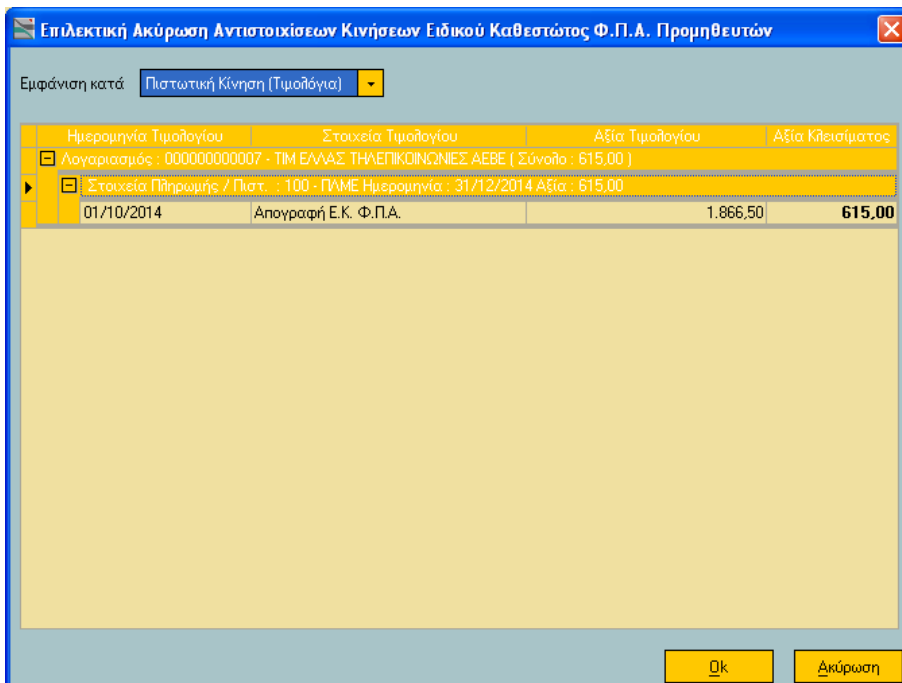 Επιλεκτική Ακύρωση Αντιστοιχίσεων Κινήσεων Ειδικού Καθεστώτος Φ.Π.Α. Προμηθευτών
Εμφάνιση κατά Πιστωτική Κίνηση (Τιμολόγια)
Ημερομηνία Τιμολογίου Στοιχεία Τιμολογίου Αξία Τιμολογίου Αξία Κλεισίματος
Λογαριασμός : 000000000007 - ΤΙΜ ΕΛΛΑΣ ΤΗΛΕΠΙΚΟΙΝΩΝΙΕΣ ΑΕΒΕ ( Σύνολο : 615,00 )
Στοιχεία Πληρωμής / Πιστ. : 100 - ΠΛΜΕ Ημερομηνία : 31/12/2014 Αξία : 615,00
01/10/2014 Απογραφή Ε.Κ. Φ.Π.Α. 1.866,50 615,00
Ok Ακύρωση